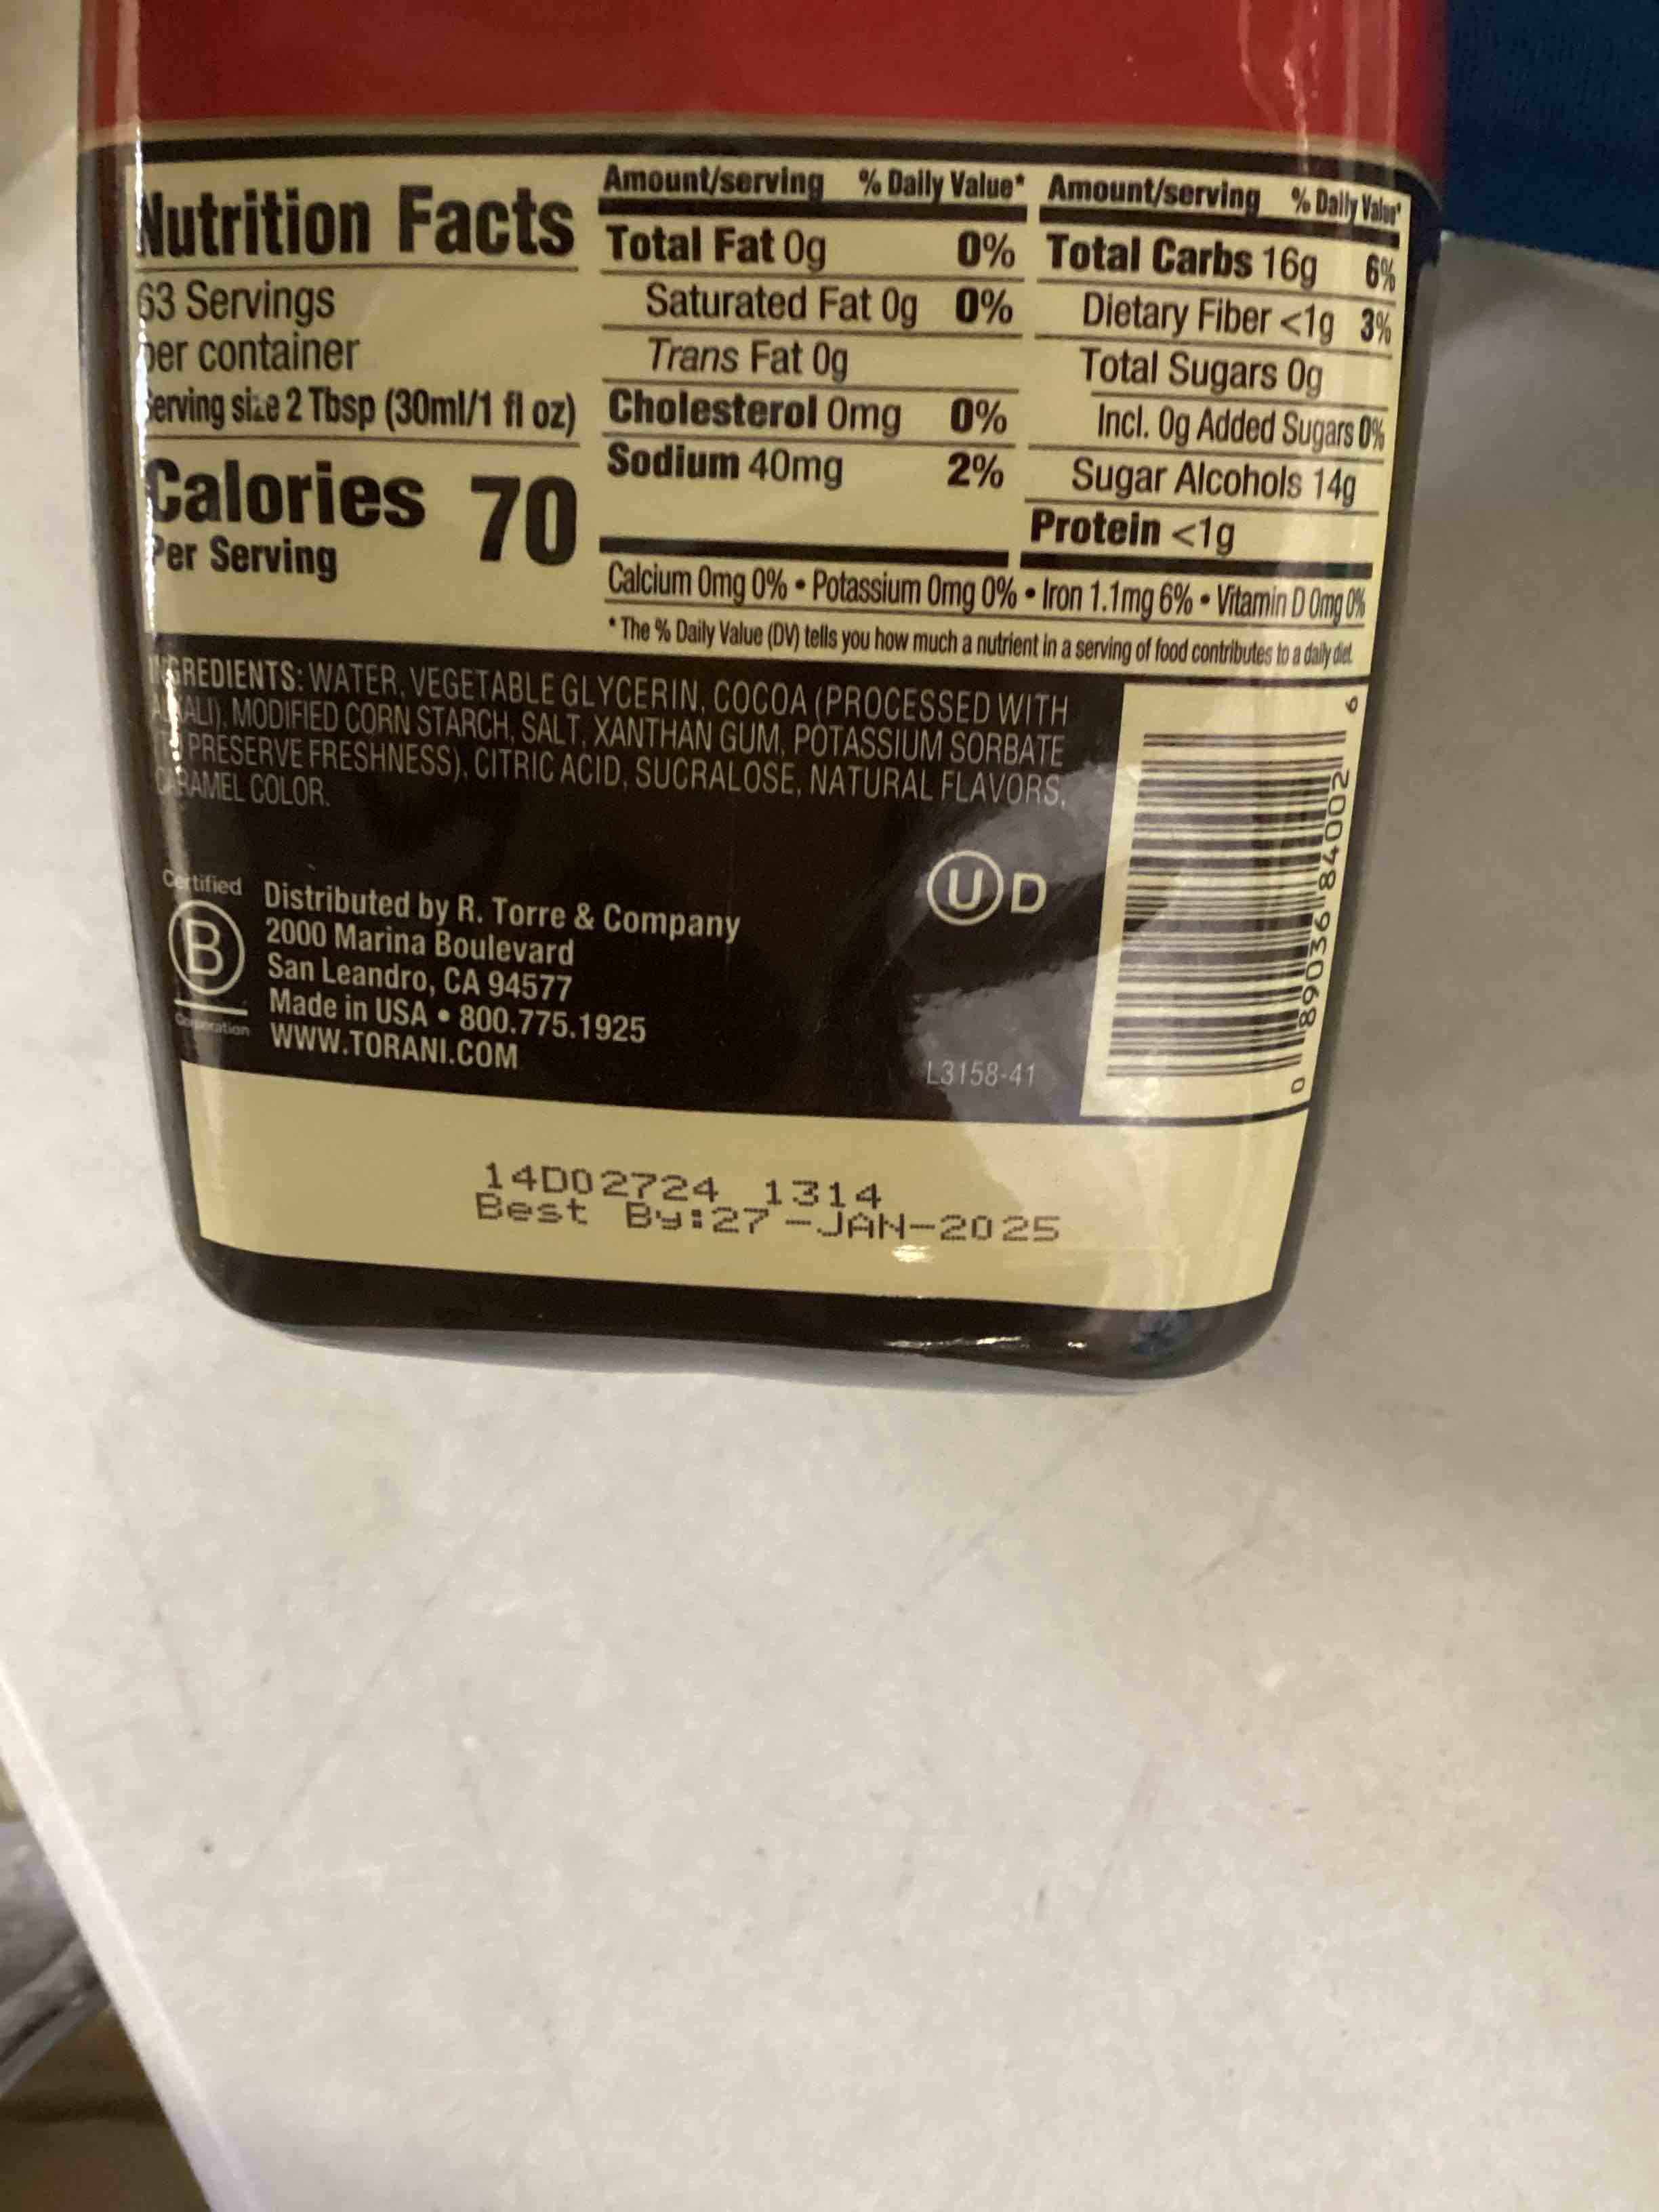 Nutrition Facts
63 Servings
per container
Serving size 2 Tbsp (30ml/1 fl oz)
Calories 70
Per Serving
Amount/serving % Daily Value*
Total Fat 0g 0%
Saturated Fat 0g 0%
Trans Fat 0g
Cholesterol 0mg 0%
Sodium 40mg 2%
Amount/serving % Daily Value*
Total Carbs 16g 6%
Dietary Fiber <1g 3%
Total Sugars 0g
Incl. 0g Added Sugars 0%
Sugar Alcohols 14g
Protein <1g
Calcium 0mg 0% • Potassium 0mg 0% • Iron 1.1mg 6% • Vitamin D 0mg 0%
* The % Daily Value (DV) tells you how much a nutrient in a serving of food contributes to a daily diet.
INGREDIENTS: WATER, VEGETABLE GLYCERIN, COCOA (PROCESSED WITH
ALKALI), MODIFIED CORN STARCH, SALT, XANTHAN GUM, POTASSIUM SORBATE
(TO PRESERVE FRESHNESS), CITRIC ACID, SUCRALOSE, NATURAL FLAVORS,
CARAMEL COLOR.
Certified
B
Corporation
Distributed by R. Torre & Company
2000 Marina Boulevard
San Leandro, CA 94577
Made in USA • 800.775.1925
WWW.TORANI.COM
U D
L3158-41
0 89036 84002 6
14D02724 1314
Best By:27-JAN-2025